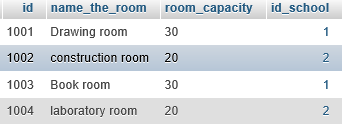 id name_the_room room_capacity id_school
1001 Drawing room 30 1
1002 construction room 20 2
1003 Book room 30 1
1004 laboratory room 20 2